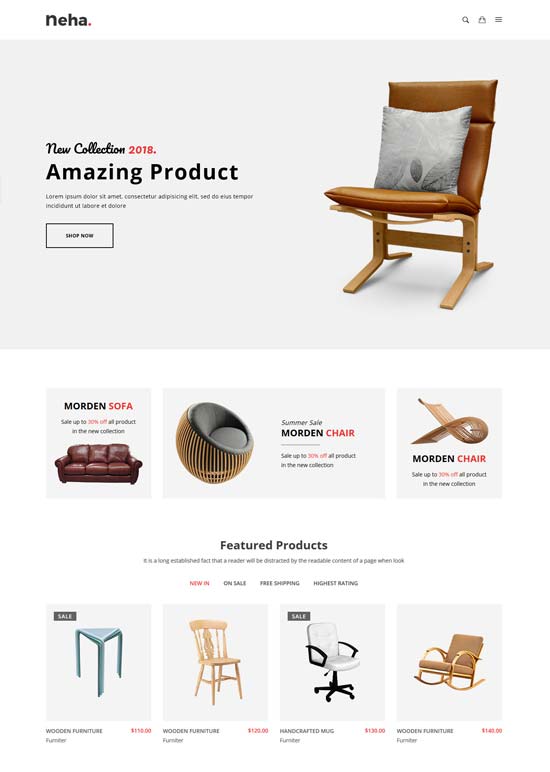 neha.
New Collection 2018.
Amazing Product
Lorem ipsum dolor sit amet, consectetur adipisicing elit, sed do eius tempor
incididunt ut labore et dolore
SHOP NOW
MORDEN SOFA
Sale up to 30% off all product
in the new collection
Summer Sale
MORDEN CHAIR
Sale up to 30% off all product
in the new collection
MORDEN CHAIR
Sale up to 30% off all product
in the new collection
Featured Products
It is a long established fact that a reader will be distracted by the readable content of a page when look
NEW IN ON SALE FREE SHIPPING HIGHEST RATING
SALE
SALE
WOODEN FURNITURE $110.00
Furniter
WOODEN FURNITURE $120.00
Furniter
HANDCRAFTED MUG $130.00
Furniter
WOODEN FURNITURE $140.00
Furniter